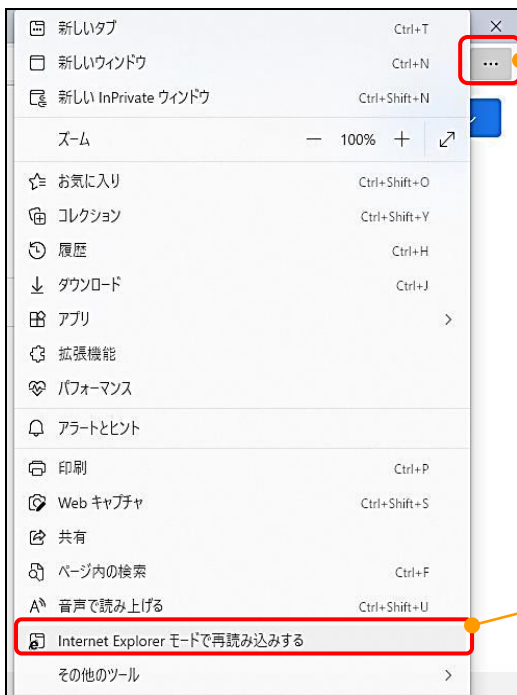 新しいタブ Ctrl+T
新しいウィンドウ Ctrl+N
新しい InPrivate ウィンドウ Ctrl+Shift+N
ズーム — 100% +
お気に入り Ctrl+Shift+O
コレクション Ctrl+Shift+Y
履歴 Ctrl+H
ダウンロード Ctrl+J
アプリ
拡張機能
パフォーマンス
アラートとヒント
印刷 Ctrl+P
Web キャプチャ Ctrl+Shift+S
共有
ページ内の検索 Ctrl+F
音声で読み上げる Ctrl+Shift+U
Internet Explorer モードで再読み込みする
その他のツール